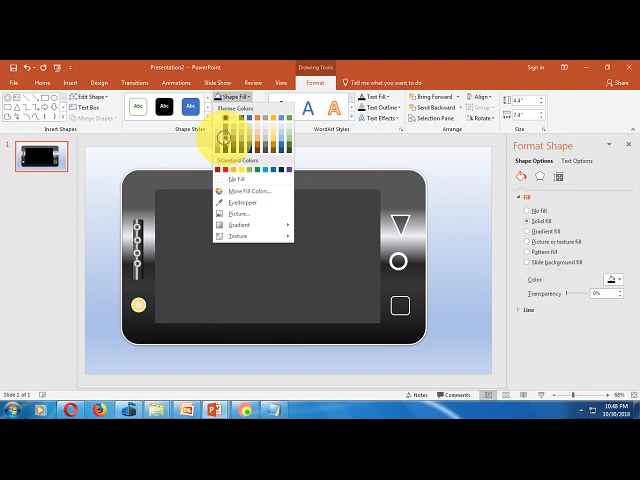 Presentation2 - PowerPoint
Drawing Tools
Sign in
File
Home
Insert
Design
Transitions
Animations
Slide Show
Review
View
Format
Tell me what you want to do
Share
Edit Shape
Text Box
Merge Shapes
Abc
Abc
Abc
Shape Fill
A
A
Text Fill
Text Outline
Text Effects
Bring Forward
Send Backward
Selection Pane
Align
Group
Rotate
4.4"
7.4"
Insert Shapes
Shape Styles
WordArt Styles
Arrange
Size
Theme Colors
Standard Colors
No Fill
More Fill Colors...
Eyedropper
Picture...
Gradient
Texture
1
Format Shape
Shape Options
Text Options
Fill
No fill
Solid fill
Gradient fill
Picture or texture fill
Pattern fill
Slide background fill
Color
Transparency
0%
Line
Slide 1 of 1
Notes
Comments
68%
10:48 PM
10/30/2018